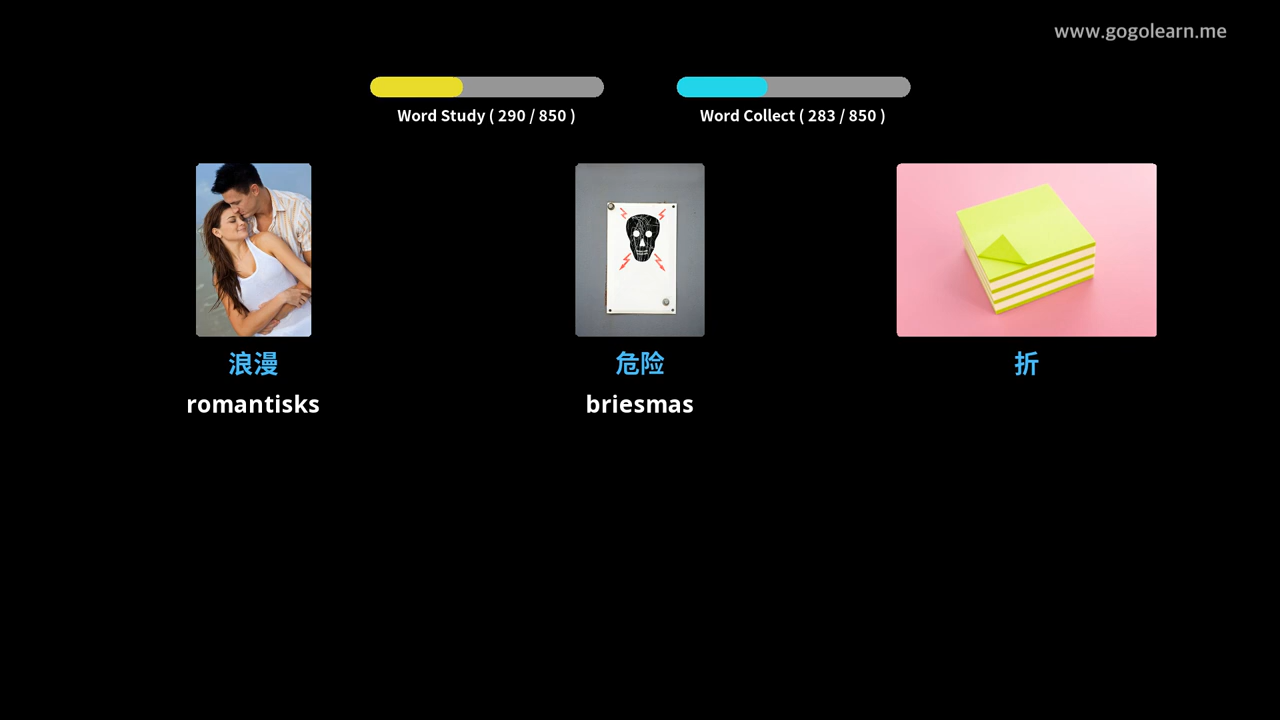 www.gogolearn.me
Word Study ( 290 / 850 )
Word Collect ( 283 / 850 )
浪漫
危险
折
romantisks
briesmas